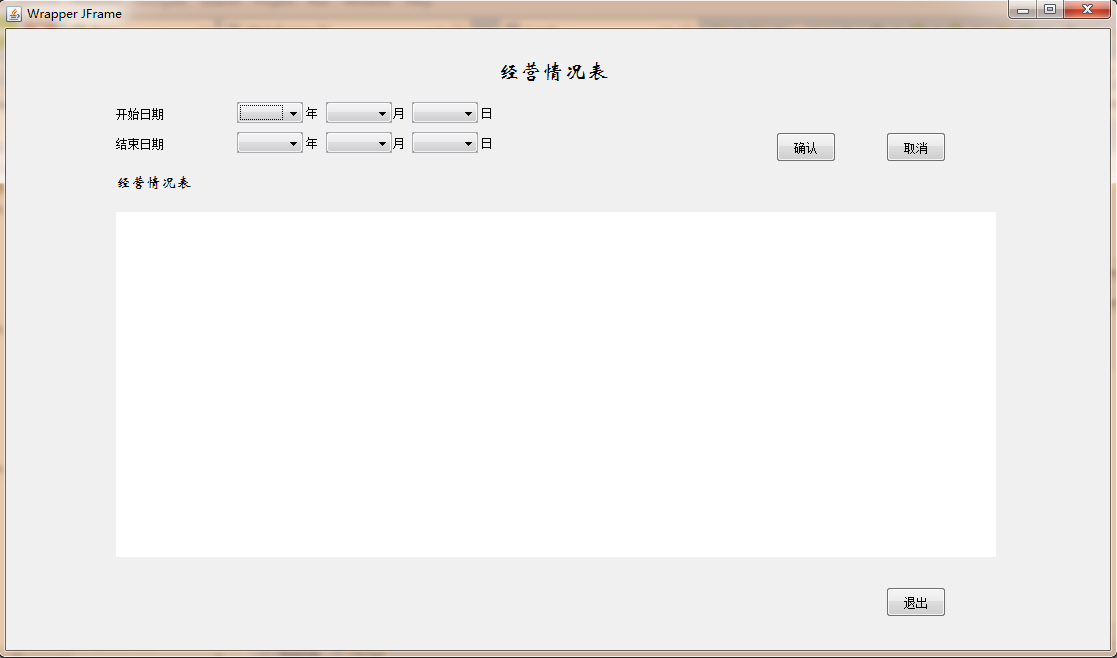 Wrapper JFrame
经营情况表
开始日期 年 月 日
结束日期 年 月 日
确认 取消
经营情况表
退出